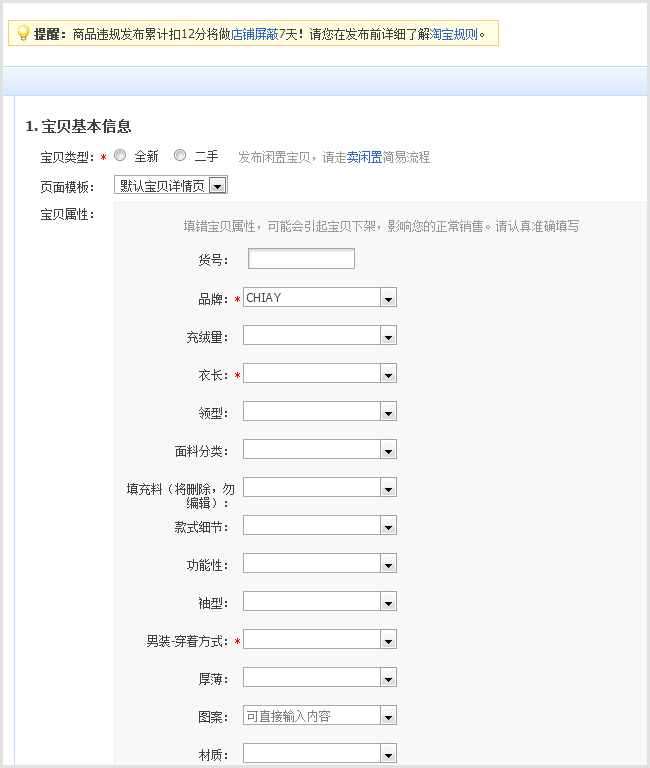 提醒：商品违规发布累计扣12分将做店铺屏蔽7天！请您在发布前详细了解淘宝规则。
1. 宝贝基本信息
宝贝类型：* 全新 二手 发布闲置宝贝，请走卖闲置简易流程
页面模板： 默认宝贝详情页
宝贝属性：
填错宝贝属性，可能会引起宝贝下架，影响您的正常销售。请认真准确填写
货号：
品牌：* CHIAY
充绒量：
衣长：*
领型：
面料分类：
填充料（将删除，勿
编辑）：
款式细节：
功能性：
袖型：
男装-穿着方式：*
厚薄：
图案： 可直接输入内容
材质：